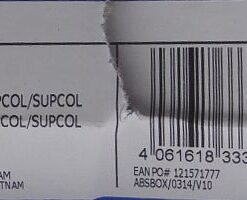 PCOL/SUPCOL
COL/SUPCOL
4 061618 333
EAN PO# 121571777
AM
ABSBOX/0314/V10
TNAM